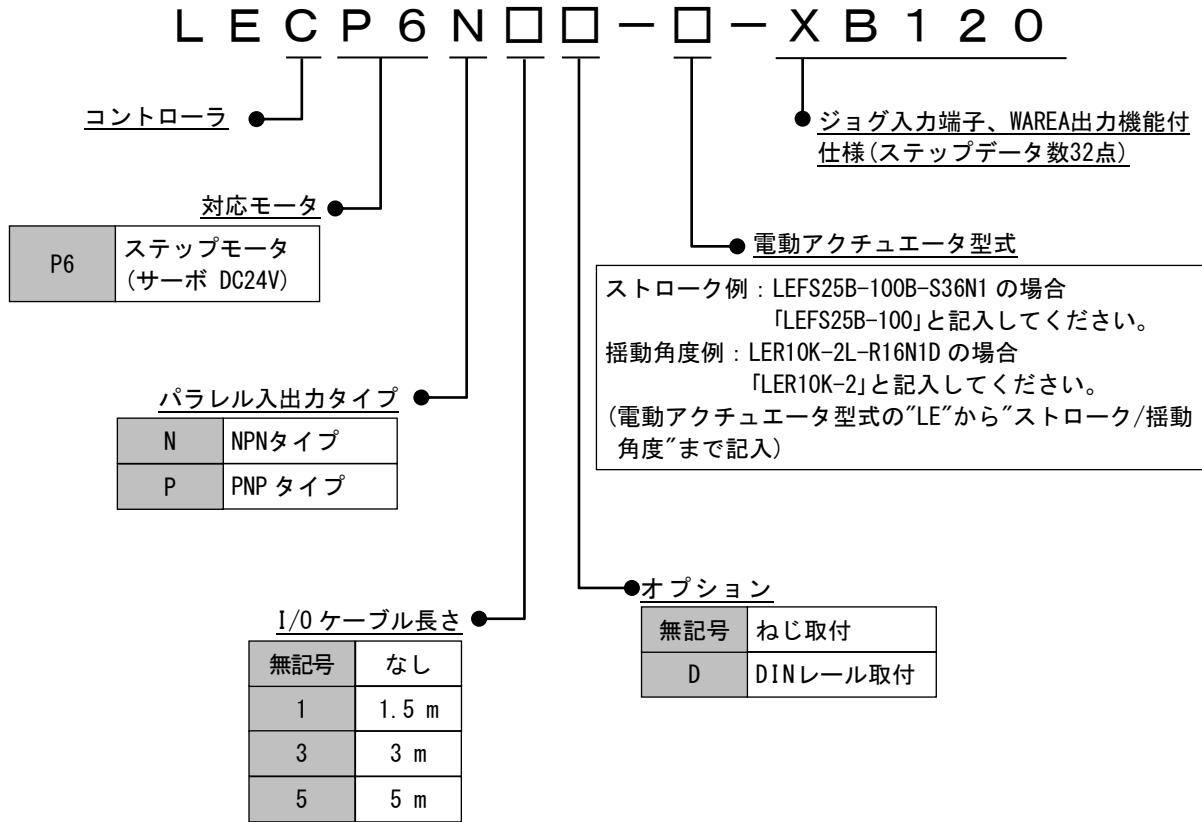 LECP6N□□-□-XB120
コントローラ
ジョグ入力端子、WAREA出力機能付
仕様(ステップデータ数32点)
対応モータ
P6
ステップモータ
(サーボ DC24V)
電動アクチュエータ型式
ストローク例:LEFS25B-100B-S36N1 の場合
「LEFS25B-100」と記入してください。
揺動角度例:LER10K-2L-R16N1D の場合
「LER10K-2」と記入してください。
(電動アクチュエータ型式の"LE"から"ストローク/揺動
角度"まで記入)
パラレル入出力タイプ
N NPNタイプ
P PNP タイプ
I/O ケーブル長さ
無記号 なし
1 1.5 m
3 3 m
5 5 m
オプション
無記号 ねじ取付
D DINレール取付